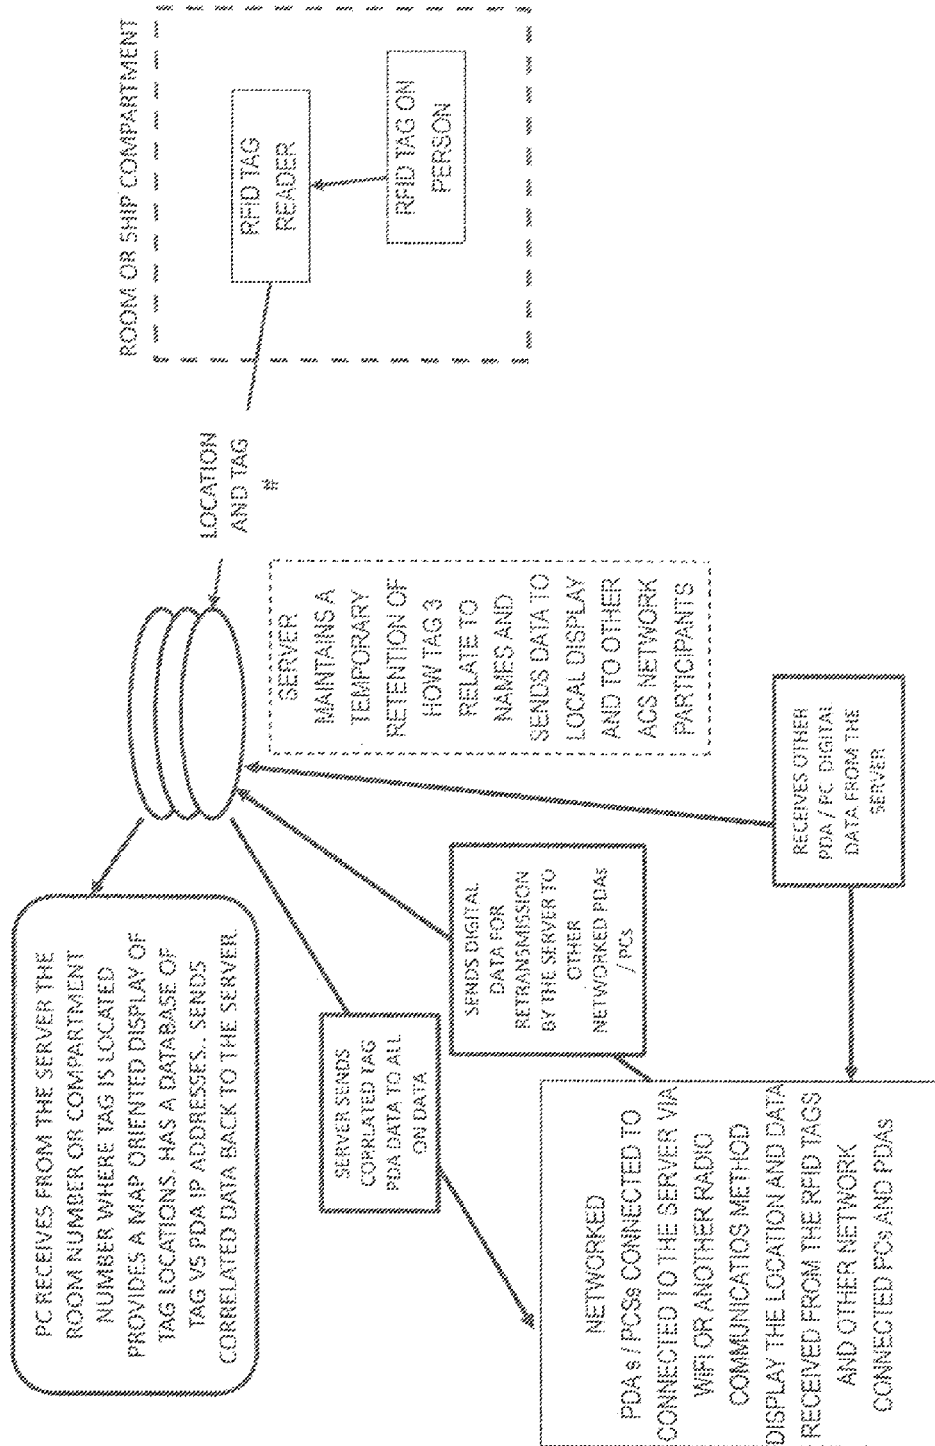 ROOM OR SHIP COMPARTMENT
RFID TAG
READER
RFID TAG ON
PERSON
LOCATION
AND TAG
#
SERVER
MAINTAINS A
TEMPORARY
RETENTION OF
HOW TAG 3
RELATE TO
NAMES AND
SENDS DATA TO
LOCAL DISPLAY
AND TO OTHER
ACS NETWORK
PARTICIPANTS
PC RECEIVES FROM THE SERVER THE
ROOM NUMBER OR COMPARTMENT
NUMBER WHERE TAG IS LOCATED
PROVIDES A MAP ORIENTED DISPLAY OF
TAG LOCATIONS. HAS A DATABASE OF
TAG VS PDA IP ADDRESSES.. SENDS
CORRELATED DATA BACK TO THE SERVER.
SERVER SENDS
CORRLATED TAG
PDA DATA TO ALL
ON DATA
SENDS DIGITAL
DATA FOR
RETRANSMISSION
BY THE SERVER TO
OTHER
NETWORKED PDAs
/ PCs
RECEIVES OTHER
PDA / PC DIGITAL
DATA FROM THE
SERVER
NETWORKED
PDA s / PCSs CONNECTED TO
CONNECTED TO THE SERVER VIA
WIFI OR ANOTHER RADIO
COMMUNICATIOS METHOD
DISPLAY THE LOCATION AND DATA
RECEIVED FROM THE RFID TAGS
AND OTHER NETWORK
CONNECTED PCs AND PDAs